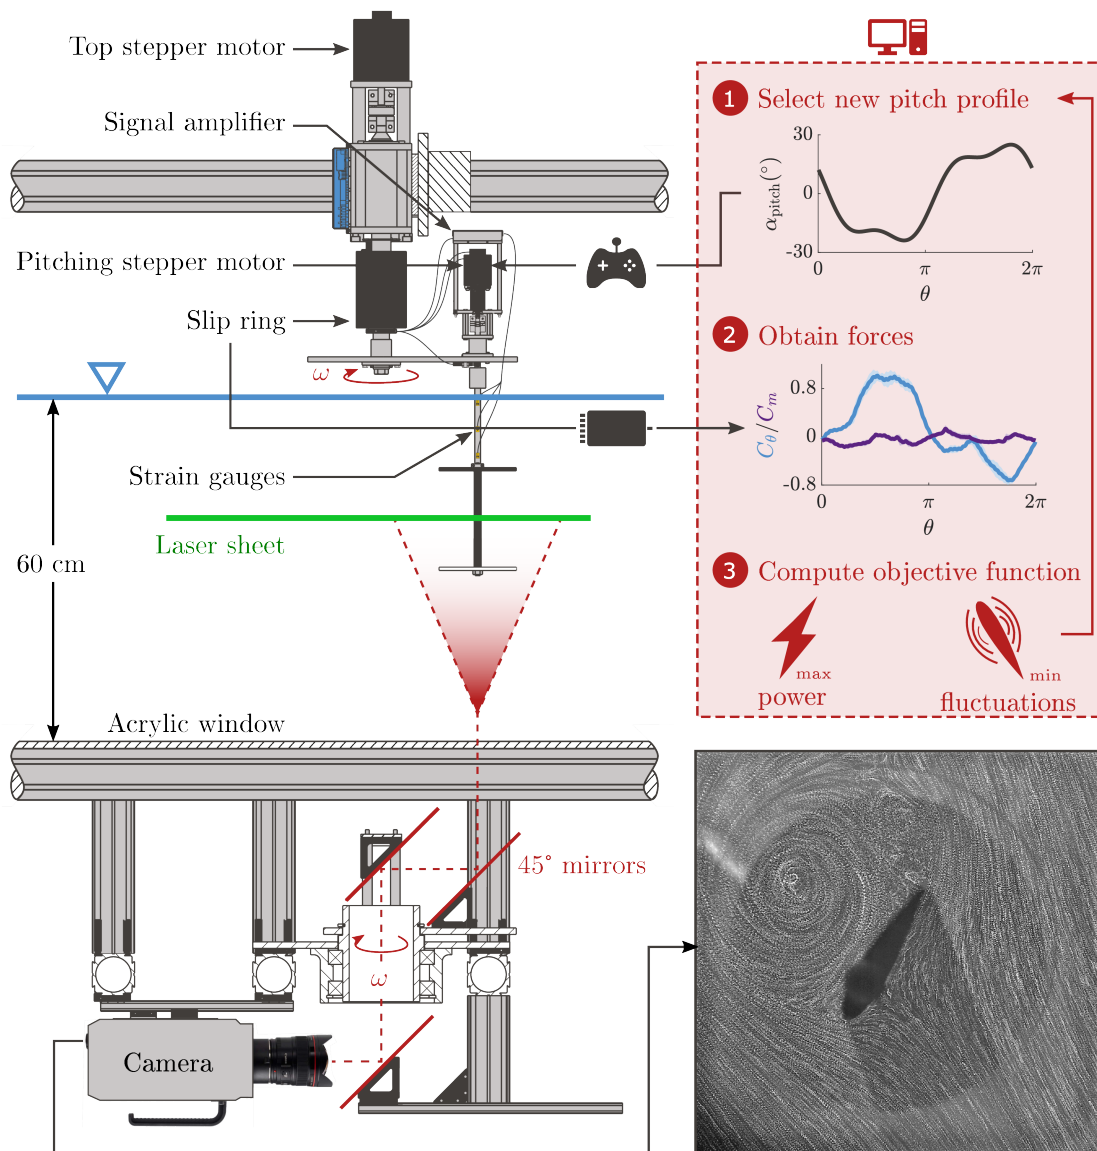 Top stepper motor
Signal amplifier
Pitching stepper motor
Slip ring
ω
Strain gauges
Laser sheet
60 cm
Acrylic window
45° mirrors
ω
Camera
1 Select new pitch profile
30
0
-30
αpitch(°)
0 π 2π
θ
2 Obtain forces
0.8
0
-0.8
Cθ/Cm
0 π 2π
θ
3 Compute objective function
max
power
min
fluctuations